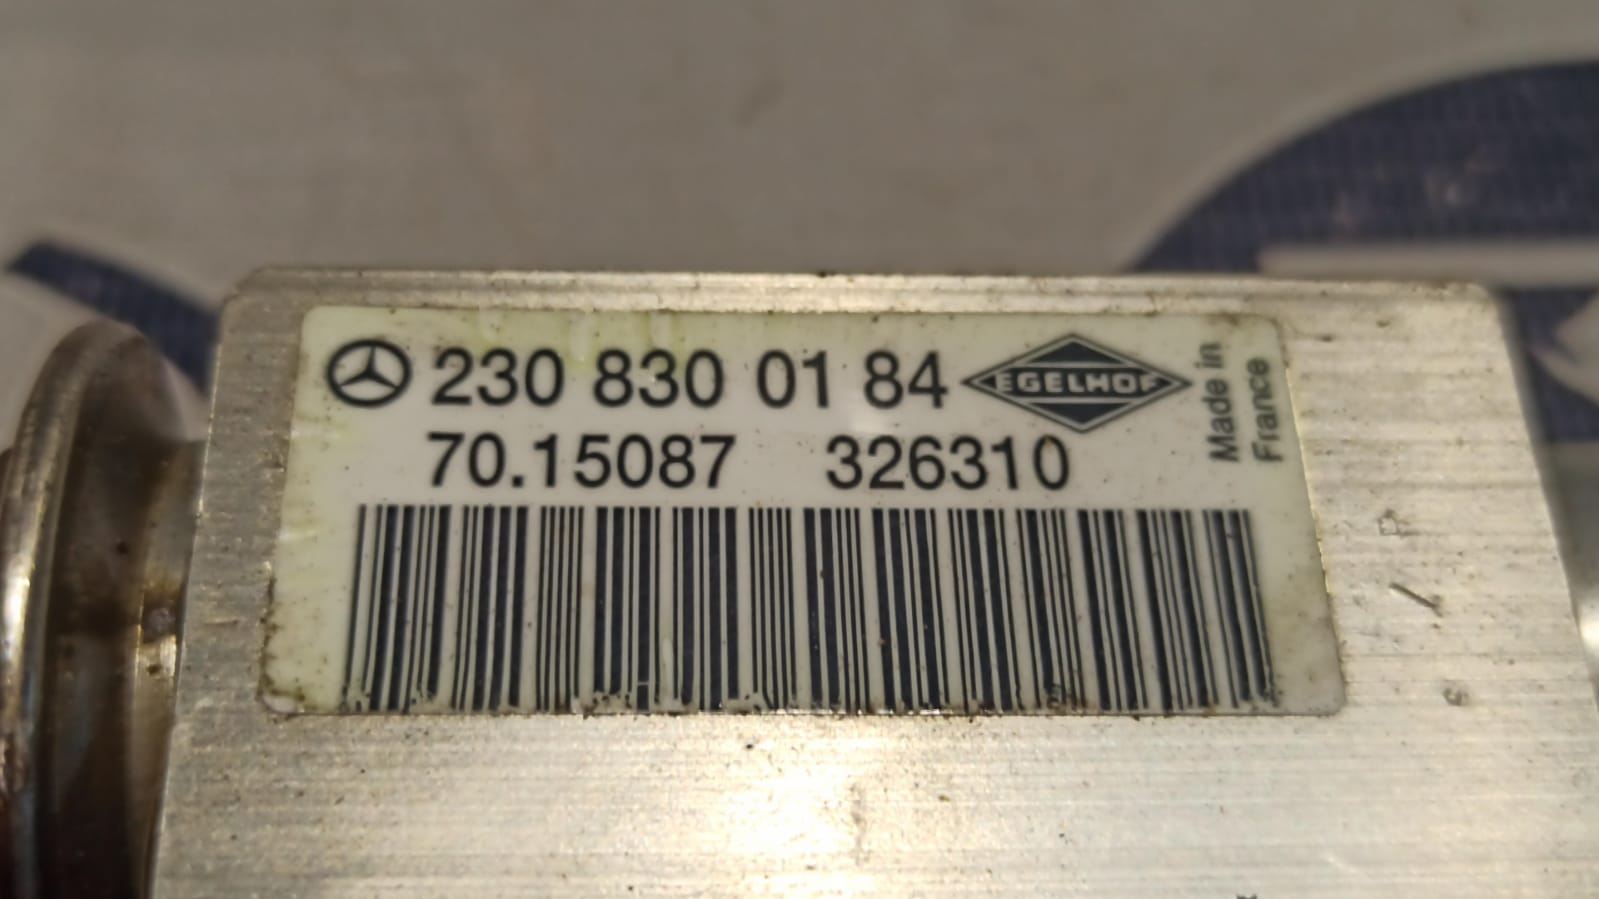 230 830 01 84 EGELHOF
70.15087 326310
Made in
France